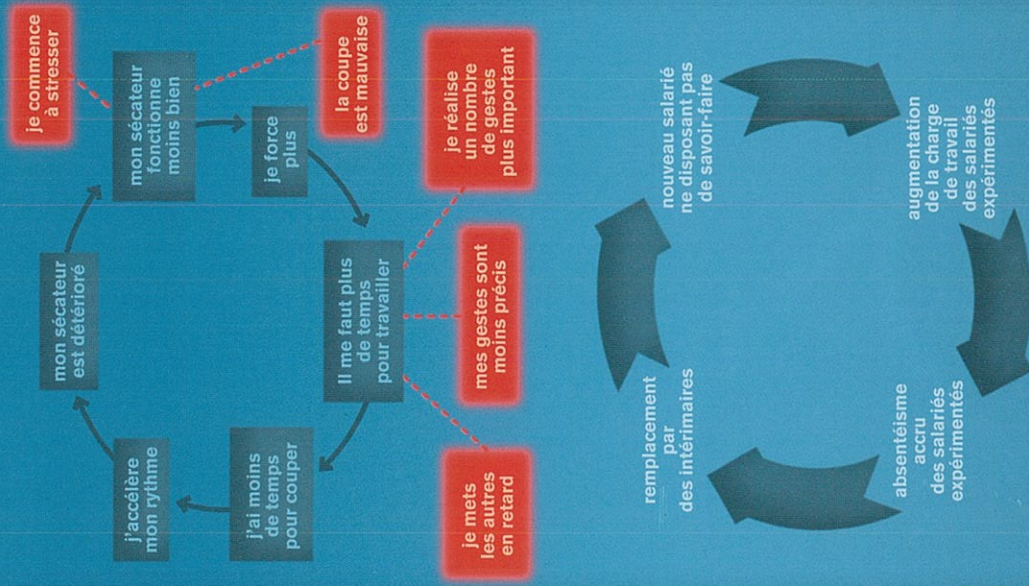 mon sécateur
est détérioré
mon sécateur
fonctionne
moins bien
je commence
à stresser
la coupe
est mauvaise
je force
plus
Il me faut plus
de temps
pour travailler
je réalise
un nombre
de gestes
plus important
mes gestes sont
moins précis
je mets
les autres
en retard
j'ai moins
de temps
pour couper
j'accélère
mon rythme
nouveau salarié
ne disposant pas
de savoir-faire
augmentation
de la charge
de travail
des salariés
expérimentés
absentéisme
accru
des salariés
expérimentés
remplacement
par
des intérimaires